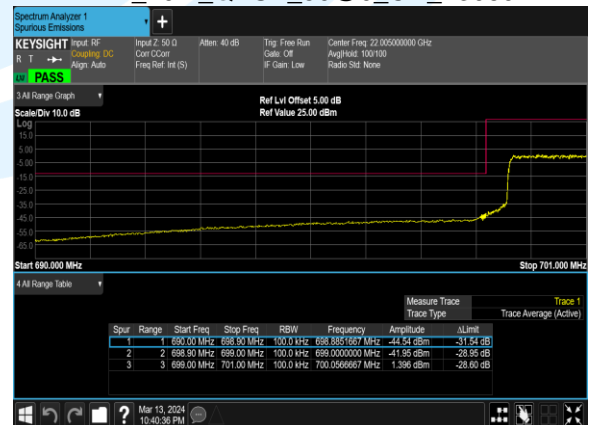 Spectrum Analyzer 1
Spurious Emissions
KEYSIGHT Input: RF Input Z: 50 Ω Atten: 40 dB Trig: Free Run Center Freq: 22.005000000 GHz
R T Coupling: DC Corr CCorr Gate: Off Avg|Hold: 100/100
Align: Auto Freq Ref: Int (S) IF Gain: Low Radio Std: None
LXI PASS
3 All Range Graph
Ref Lvl Offset 5.00 dB
Scale/Div 10.0 dB Ref Value 25.00 dBm
Log
15.0
5.00
-5.00
-15.0
-25.0
-35.0
-45.0
-55.0
-65.0
Start 690.000 MHz Stop 701.000 MHz
4 All Range Table
Measure Trace Trace 1
Trace Type Trace Average (Active)
Spur Range Start Freq Stop Freq RBW Frequency Amplitude ΔLimit
1 1 690.00 MHz 698.90 MHz 100.0 kHz 698.8851667 MHz -44.54 dBm -31.54 dB
2 2 698.90 MHz 699.00 MHz 100.0 kHz 699.0000000 MHz -41.95 dBm -28.95 dB
3 3 699.00 MHz 701.00 MHz 100.0 kHz 700.0566667 MHz 1.396 dBm -28.60 dB
? Mar 13, 2024
10:40:36 PM